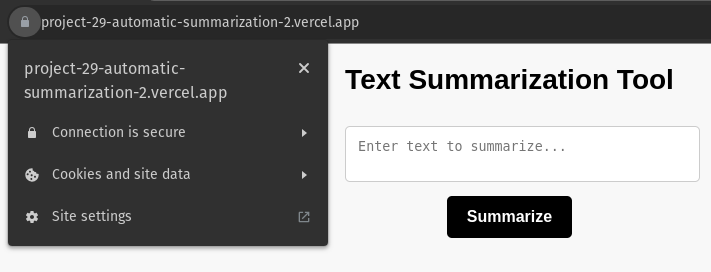 project-29-automatic-summarization-2.vercel.app
project-29-automatic-
summarization-2.vercel.app
Connection is secure
Cookies and site data
Site settings
Text Summarization Tool
Enter text to summarize...
Summarize